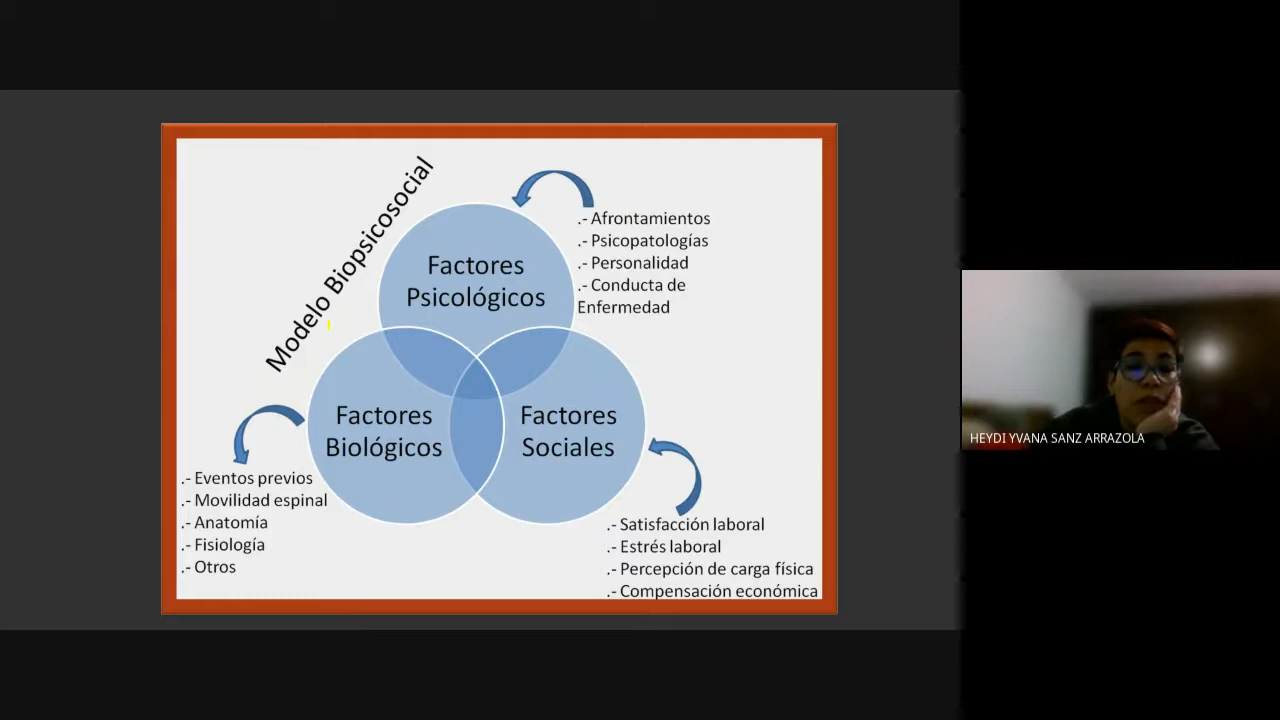 Modelo Biopsicosocial
Factores
Psicológicos
.- Afrontamientos
.- Psicopatologías
.- Personalidad
.- Conducta de
Enfermedad
Factores
Biológicos
Factores
Sociales
.- Eventos previos
.- Movilidad espinal
.- Anatomía
.- Fisiología
.- Otros
.- Satisfacción laboral
.- Estrés laboral
.- Percepción de carga física
.- Compensación económica
HEYDI YVANA SANZ ARRAZOLA